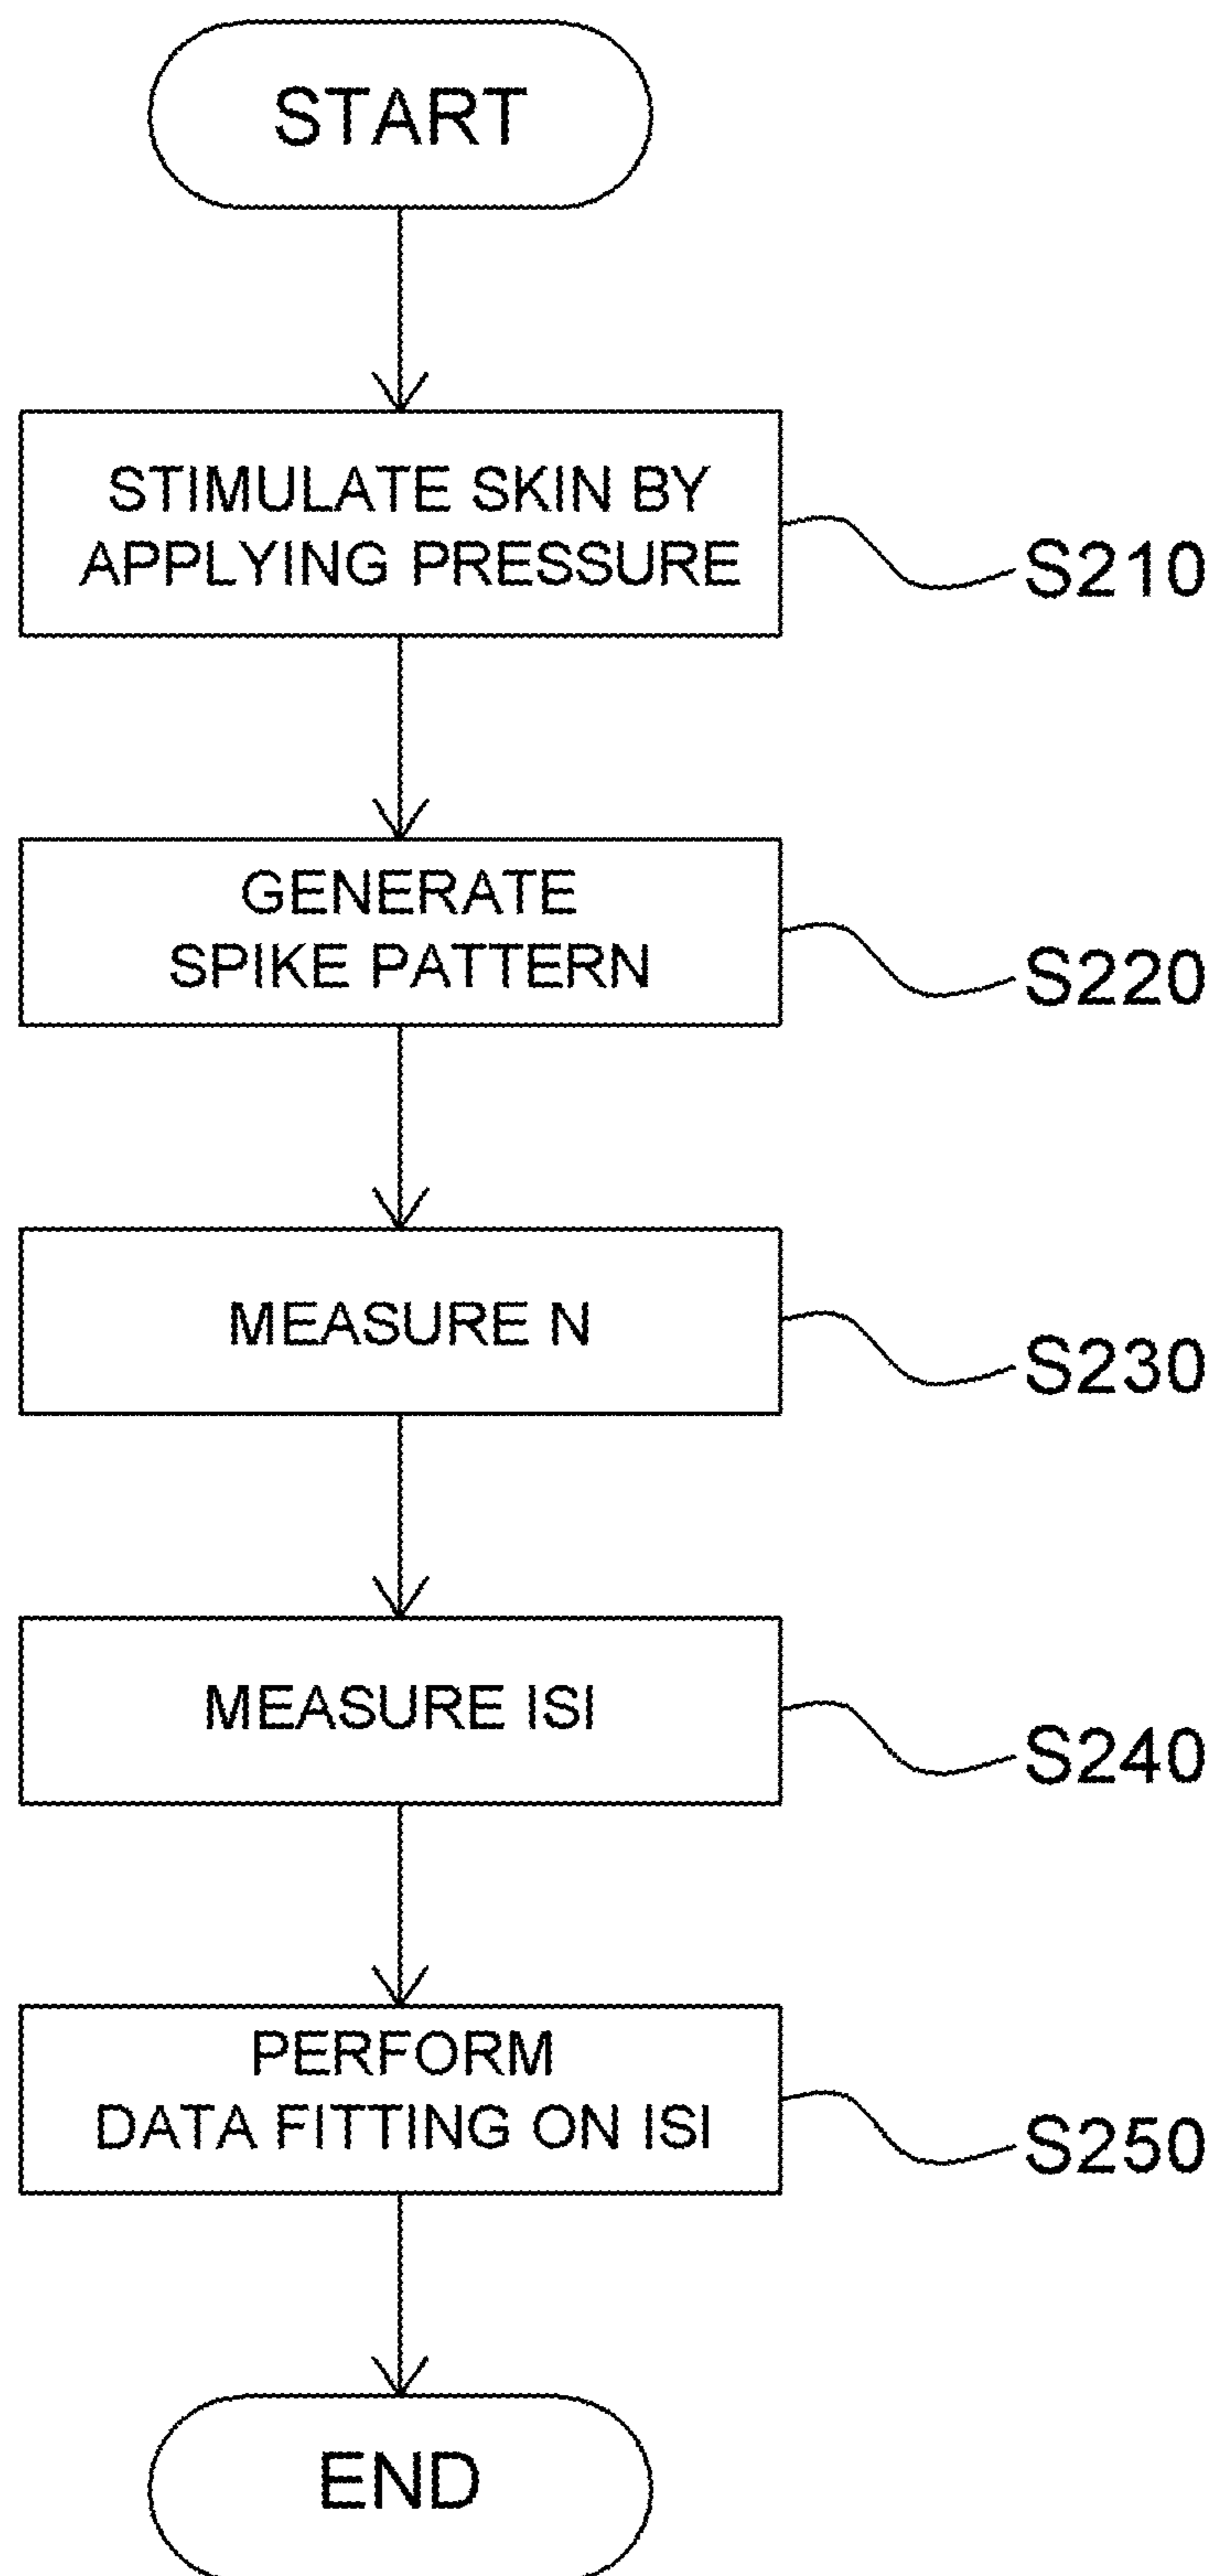 START
STIMULATE SKIN BY
APPLYING PRESSURE
S210
GENERATE
SPIKE PATTERN
S220
MEASURE N
S230
MEASURE ISI
S240
PERFORM
DATA FITTING ON ISI
S250
END